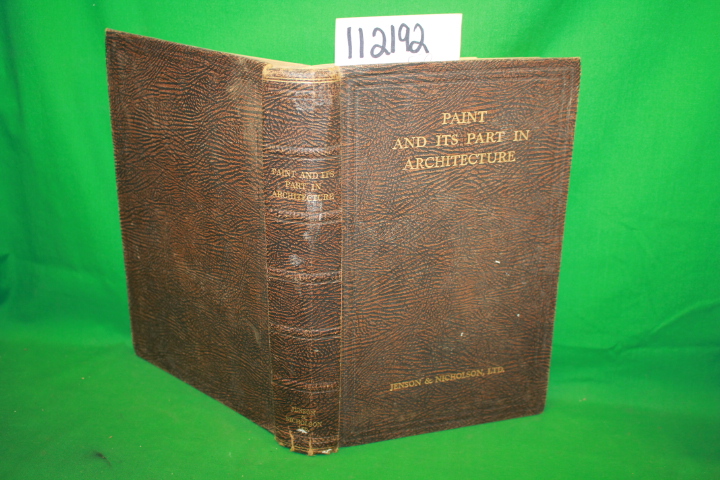 112192
PAINT
AND ITS PART IN
ARCHITECTURE
JENSON & NICHOLSON, LTD.
PAINT AND ITS
PART IN
ARCHITECTURE
JENSON
&
NICHOLSON